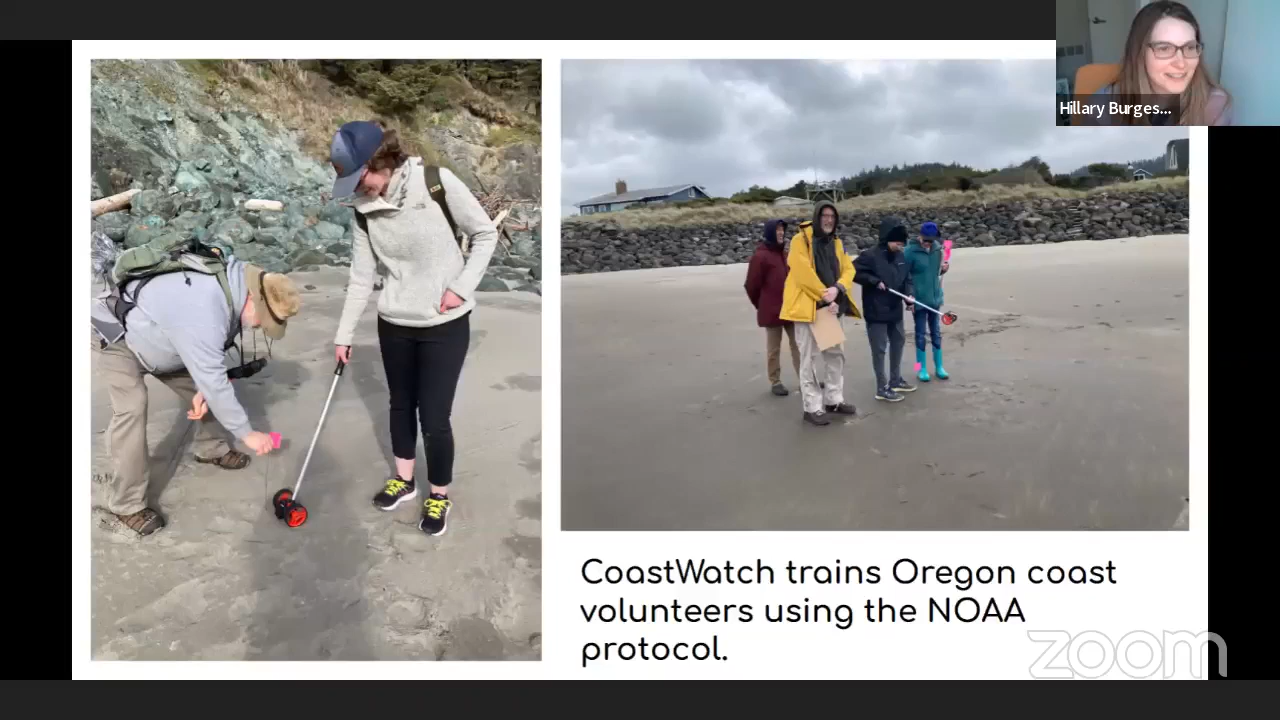 Hillary Burges...
CoastWatch trains Oregon coast
volunteers using the NOAA
protocol.
zoom